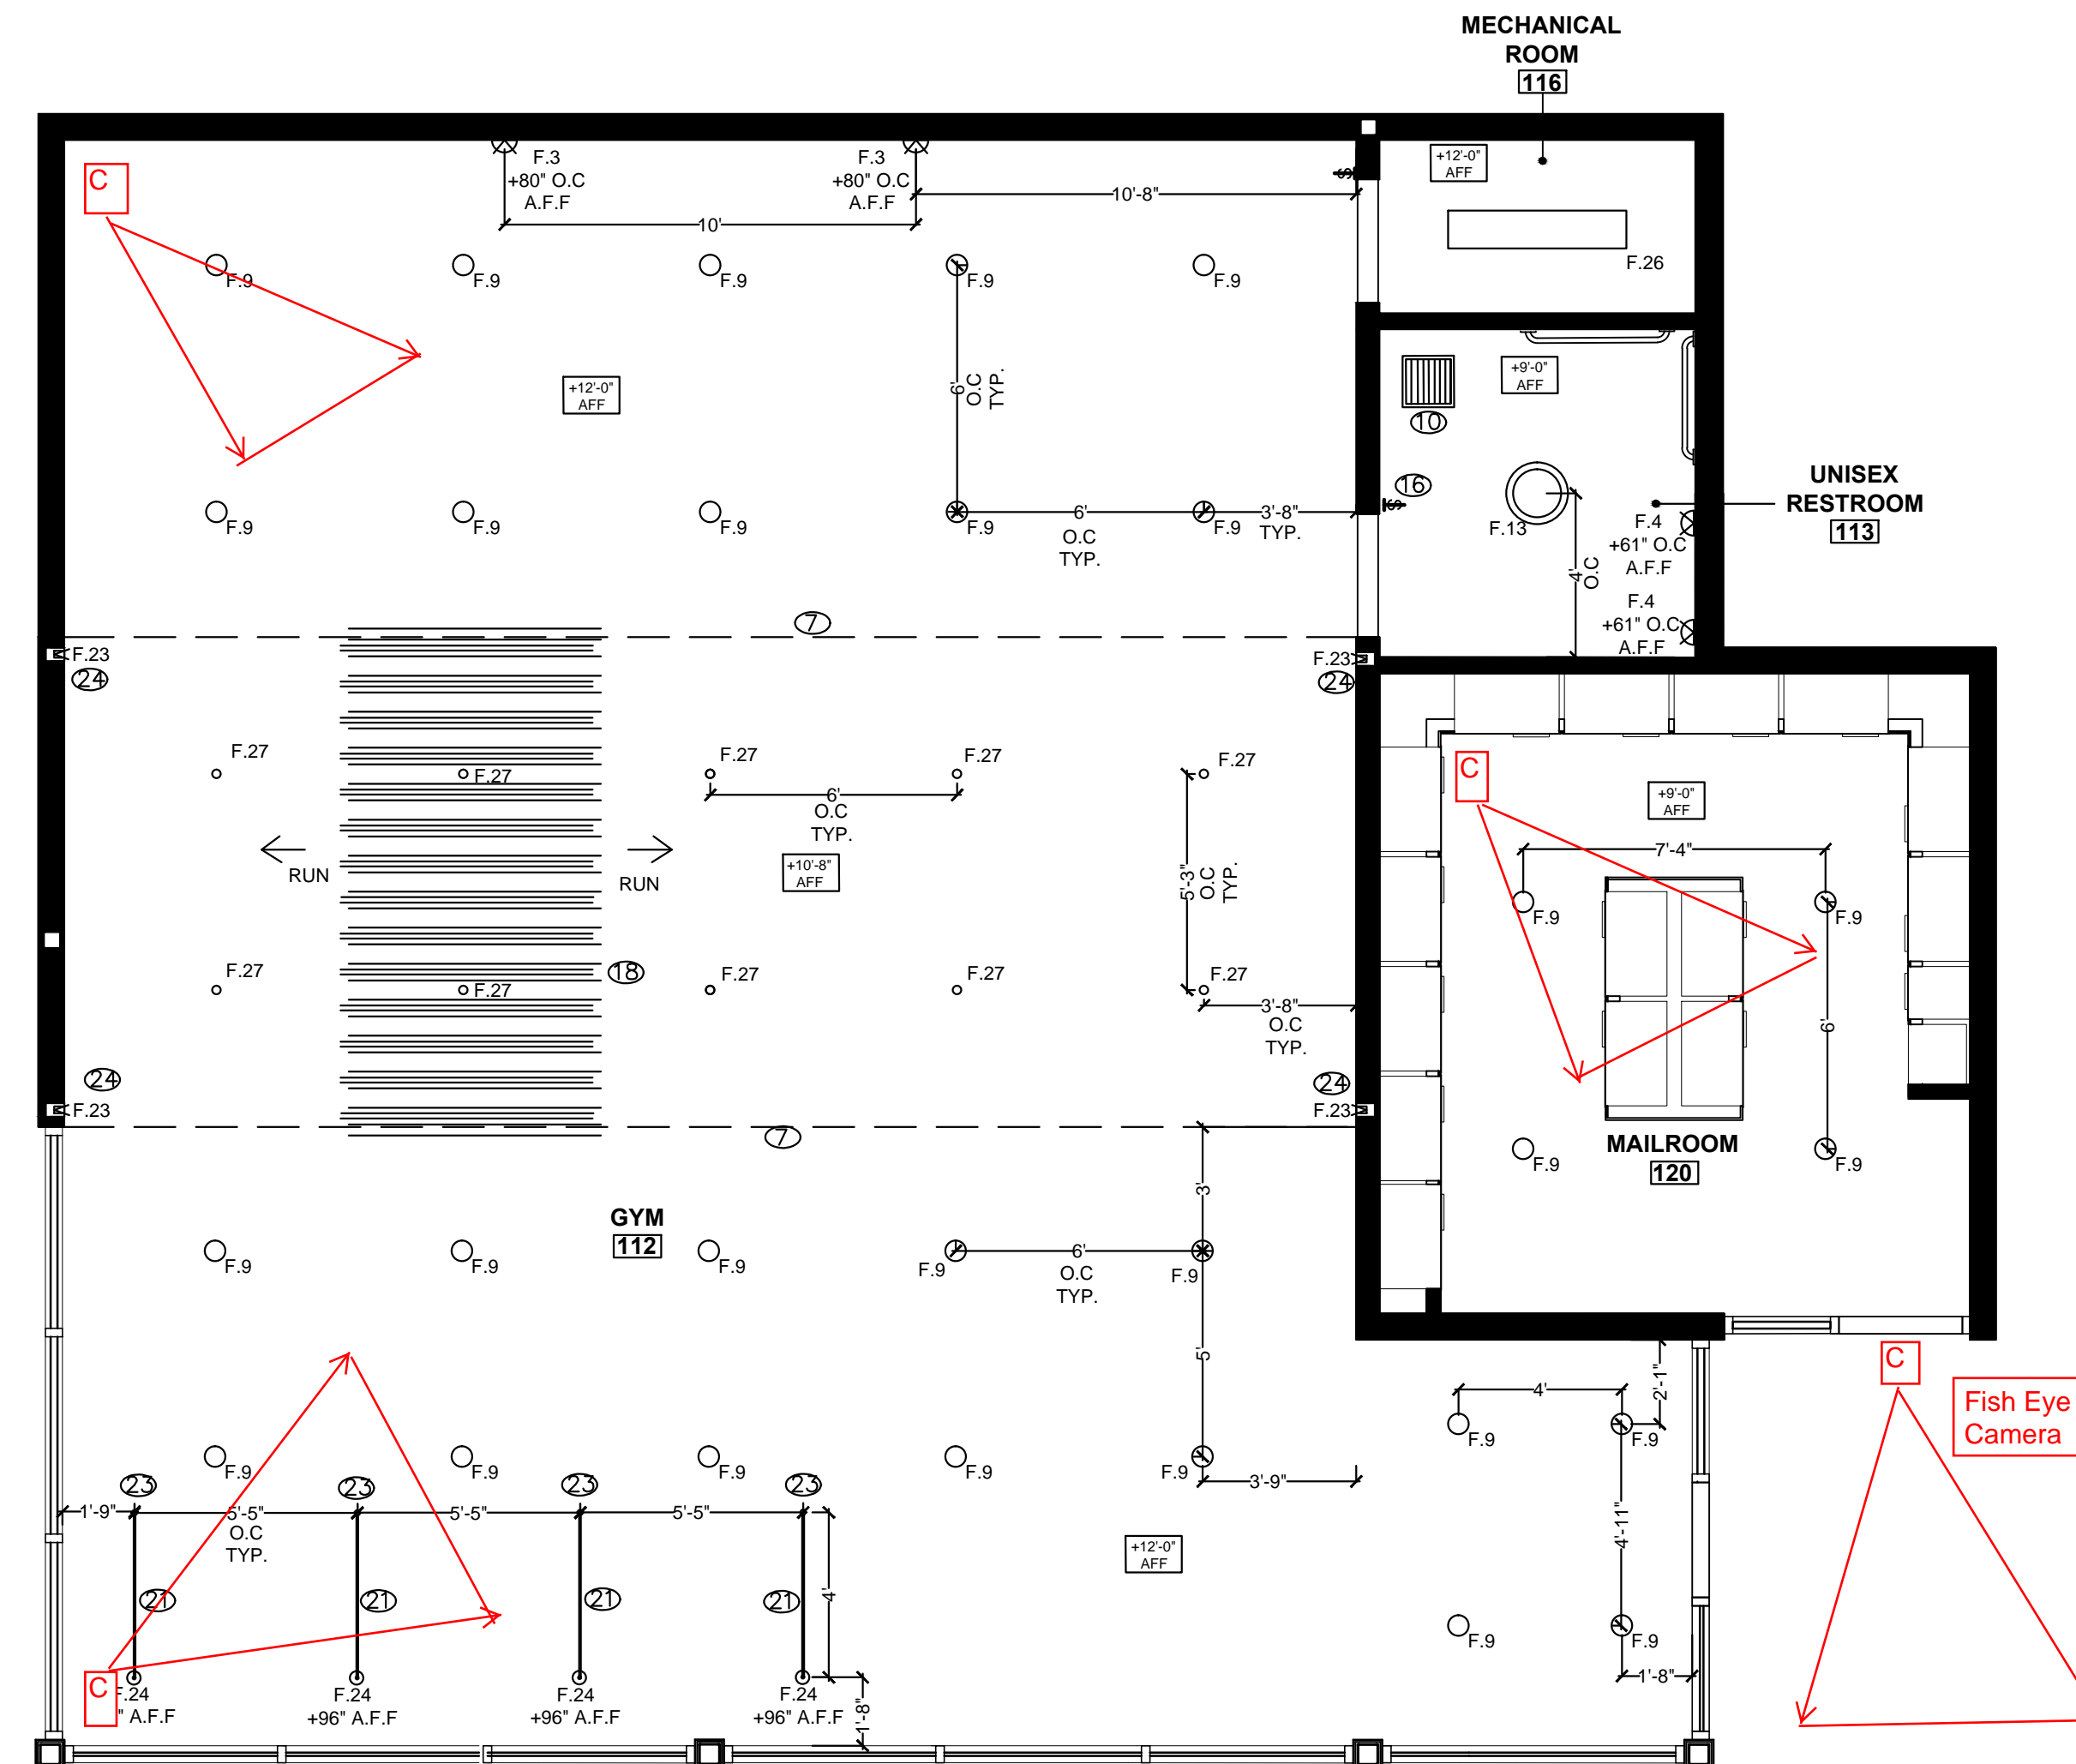 MECHANICAL
ROOM
116
C
F.3
+80" O.C
A.F.F
F.3
+80" O.C
A.F.F
10'
10'-8"
$
+12'-0"
AFF
F.26
F.9
F.9
F.9
F.9
F.9
+12'-0"
AFF
6'
O.C
TYP.
+9'-0"
AFF
10
16
$
UNISEX
RESTROOM
113
F.13
F.4
+61" O.C
A.F.F
4'
O.C
F.4
+61" O.C
A.F.F
F.9
F.9
F.9
F.9
F.9
6'
O.C
TYP.
3'-8"
TYP.
7
F.23
24
F.23
24
F.27
F.27
F.27
F.27
F.27
6'
O.C
TYP.
RUN
RUN
+10'-8"
AFF
5'-3"
O.C
TYP.
C
+9'-0"
AFF
7'-4"
F.9
F.9
6'
F.27
F.27
18
F.27
F.27
F.27
3'-8"
O.C
TYP.
24
F.23
24
F.23
7
MAILROOM
120
F.9
F.9
GYM
112
3'
F.9
F.9
F.9
F.9
F.9
6'
O.C
TYP.
5'
C
Fish Eye
Camera
4'
2'-1"
F.9
F.9
F.9
F.9
F.9
F.9
F.9
3'-9"
23
23
23
23
1'-9"
5'-5"
O.C
TYP.
5'-5"
5'-5"
4'
4'-11"
+12'-0"
AFF
21
21
21
21
F.9
F.9
1'-8"
C
F.24
" A.F.F
F.24
+96" A.F.F
F.24
+96" A.F.F
F.24
+96" A.F.F
1'-8"